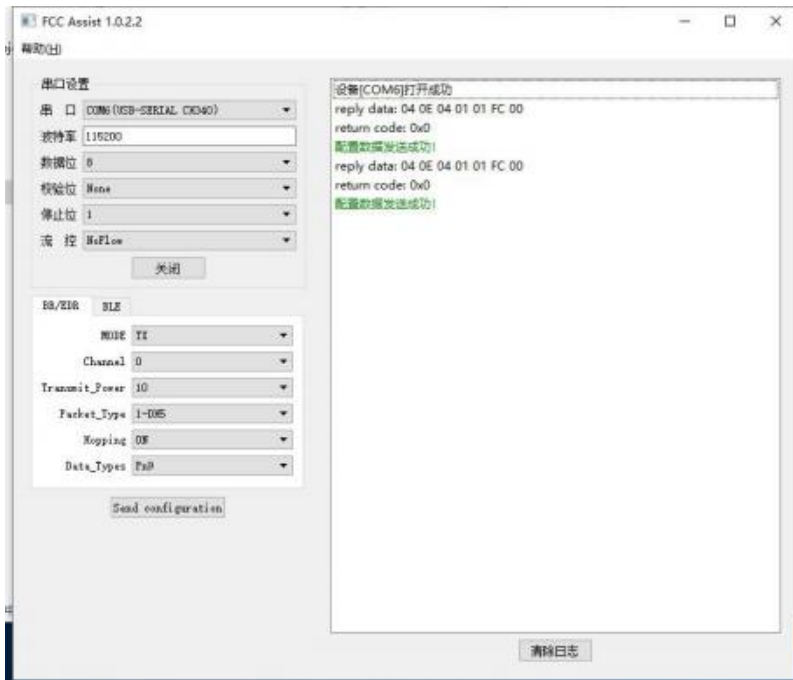 FCC Assist 1.0.2.2
帮助(H)
串口设置
串 口 COM6(USB-SERIAL CH340)
波特率 115200
数据位 8
校验位 None
停止位 1
流 控 NoFlow
关闭
BR/EDR BLE
MODE TX
Channel 0
Transmit_Power 10
Packet_Type 1-DH5
Hopping ON
Data_Types Pn9
Send configuration
设备[COM6]打开成功
reply data: 04 0E 04 01 01 FC 00
return code: 0x0
配置数据发送成功!
reply data: 04 0E 04 01 01 FC 00
return code: 0x0
配置数据发送成功!
清除日志